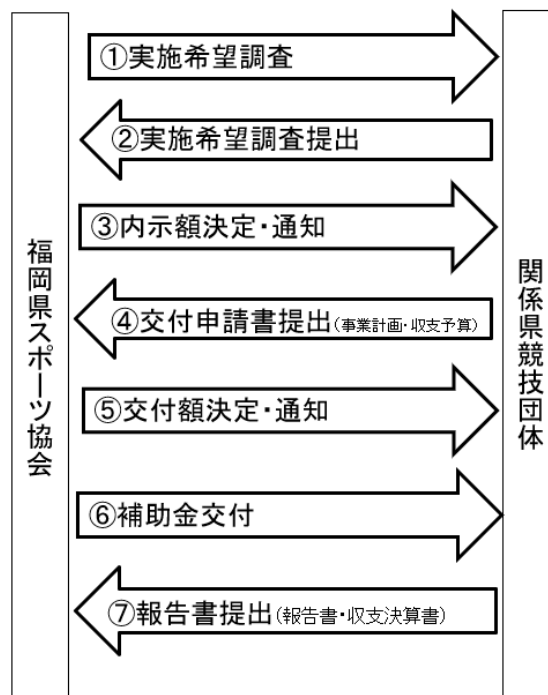 福岡県スポーツ協会
①実施希望調査
②実施希望調査提出
③内示額決定・通知
④交付申請書提出(事業計画・収支予算)
⑤交付額決定・通知
⑥補助金交付
⑦報告書提出(報告書・収支決算書)
関係県競技団体